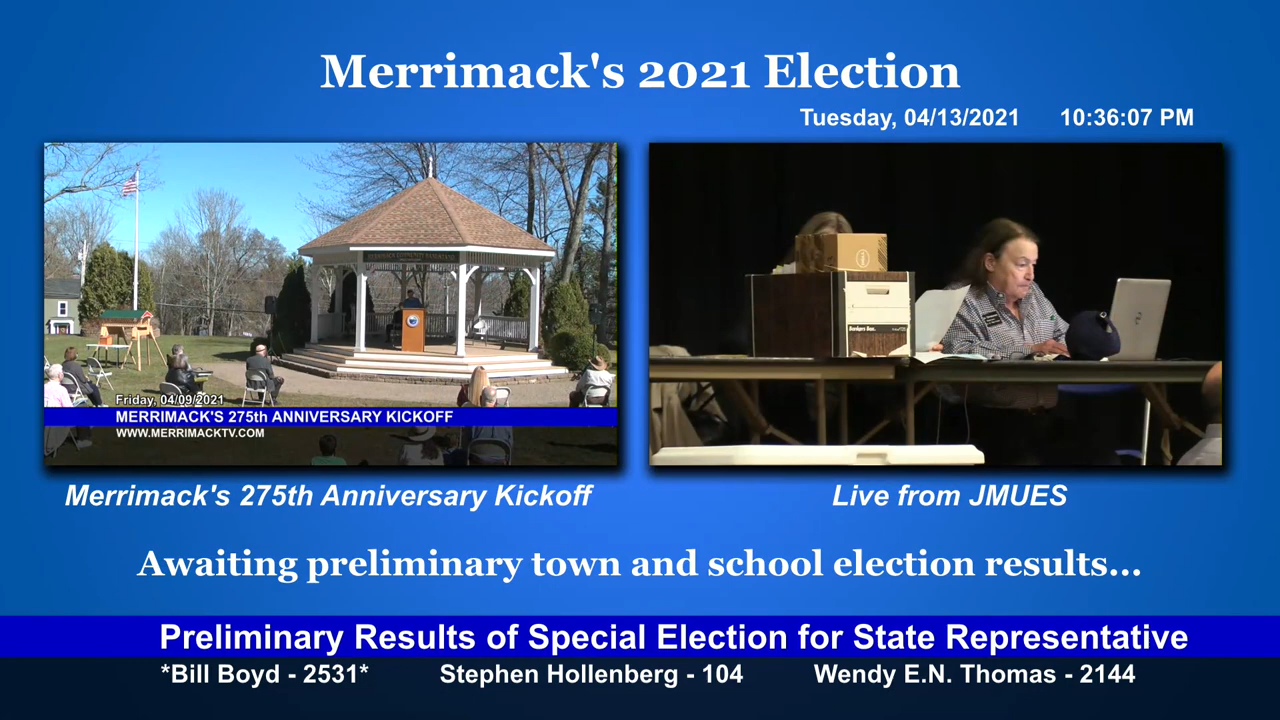 Merrimack's 2021 Election
Tuesday, 04/13/2021 10:36:07 PM
Friday, 04/09/2021
MERRIMACK'S 275th ANNIVERSARY KICKOFF
WWW.MERRIMACKTV.COM
Bankers Box
Merrimack's 275th Anniversary Kickoff
Live from JMUES
Awaiting preliminary town and school election results...
Preliminary Results of Special Election for State Representative
*Bill Boyd - 2531* Stephen Hollenberg - 104 Wendy E.N. Thomas - 2144